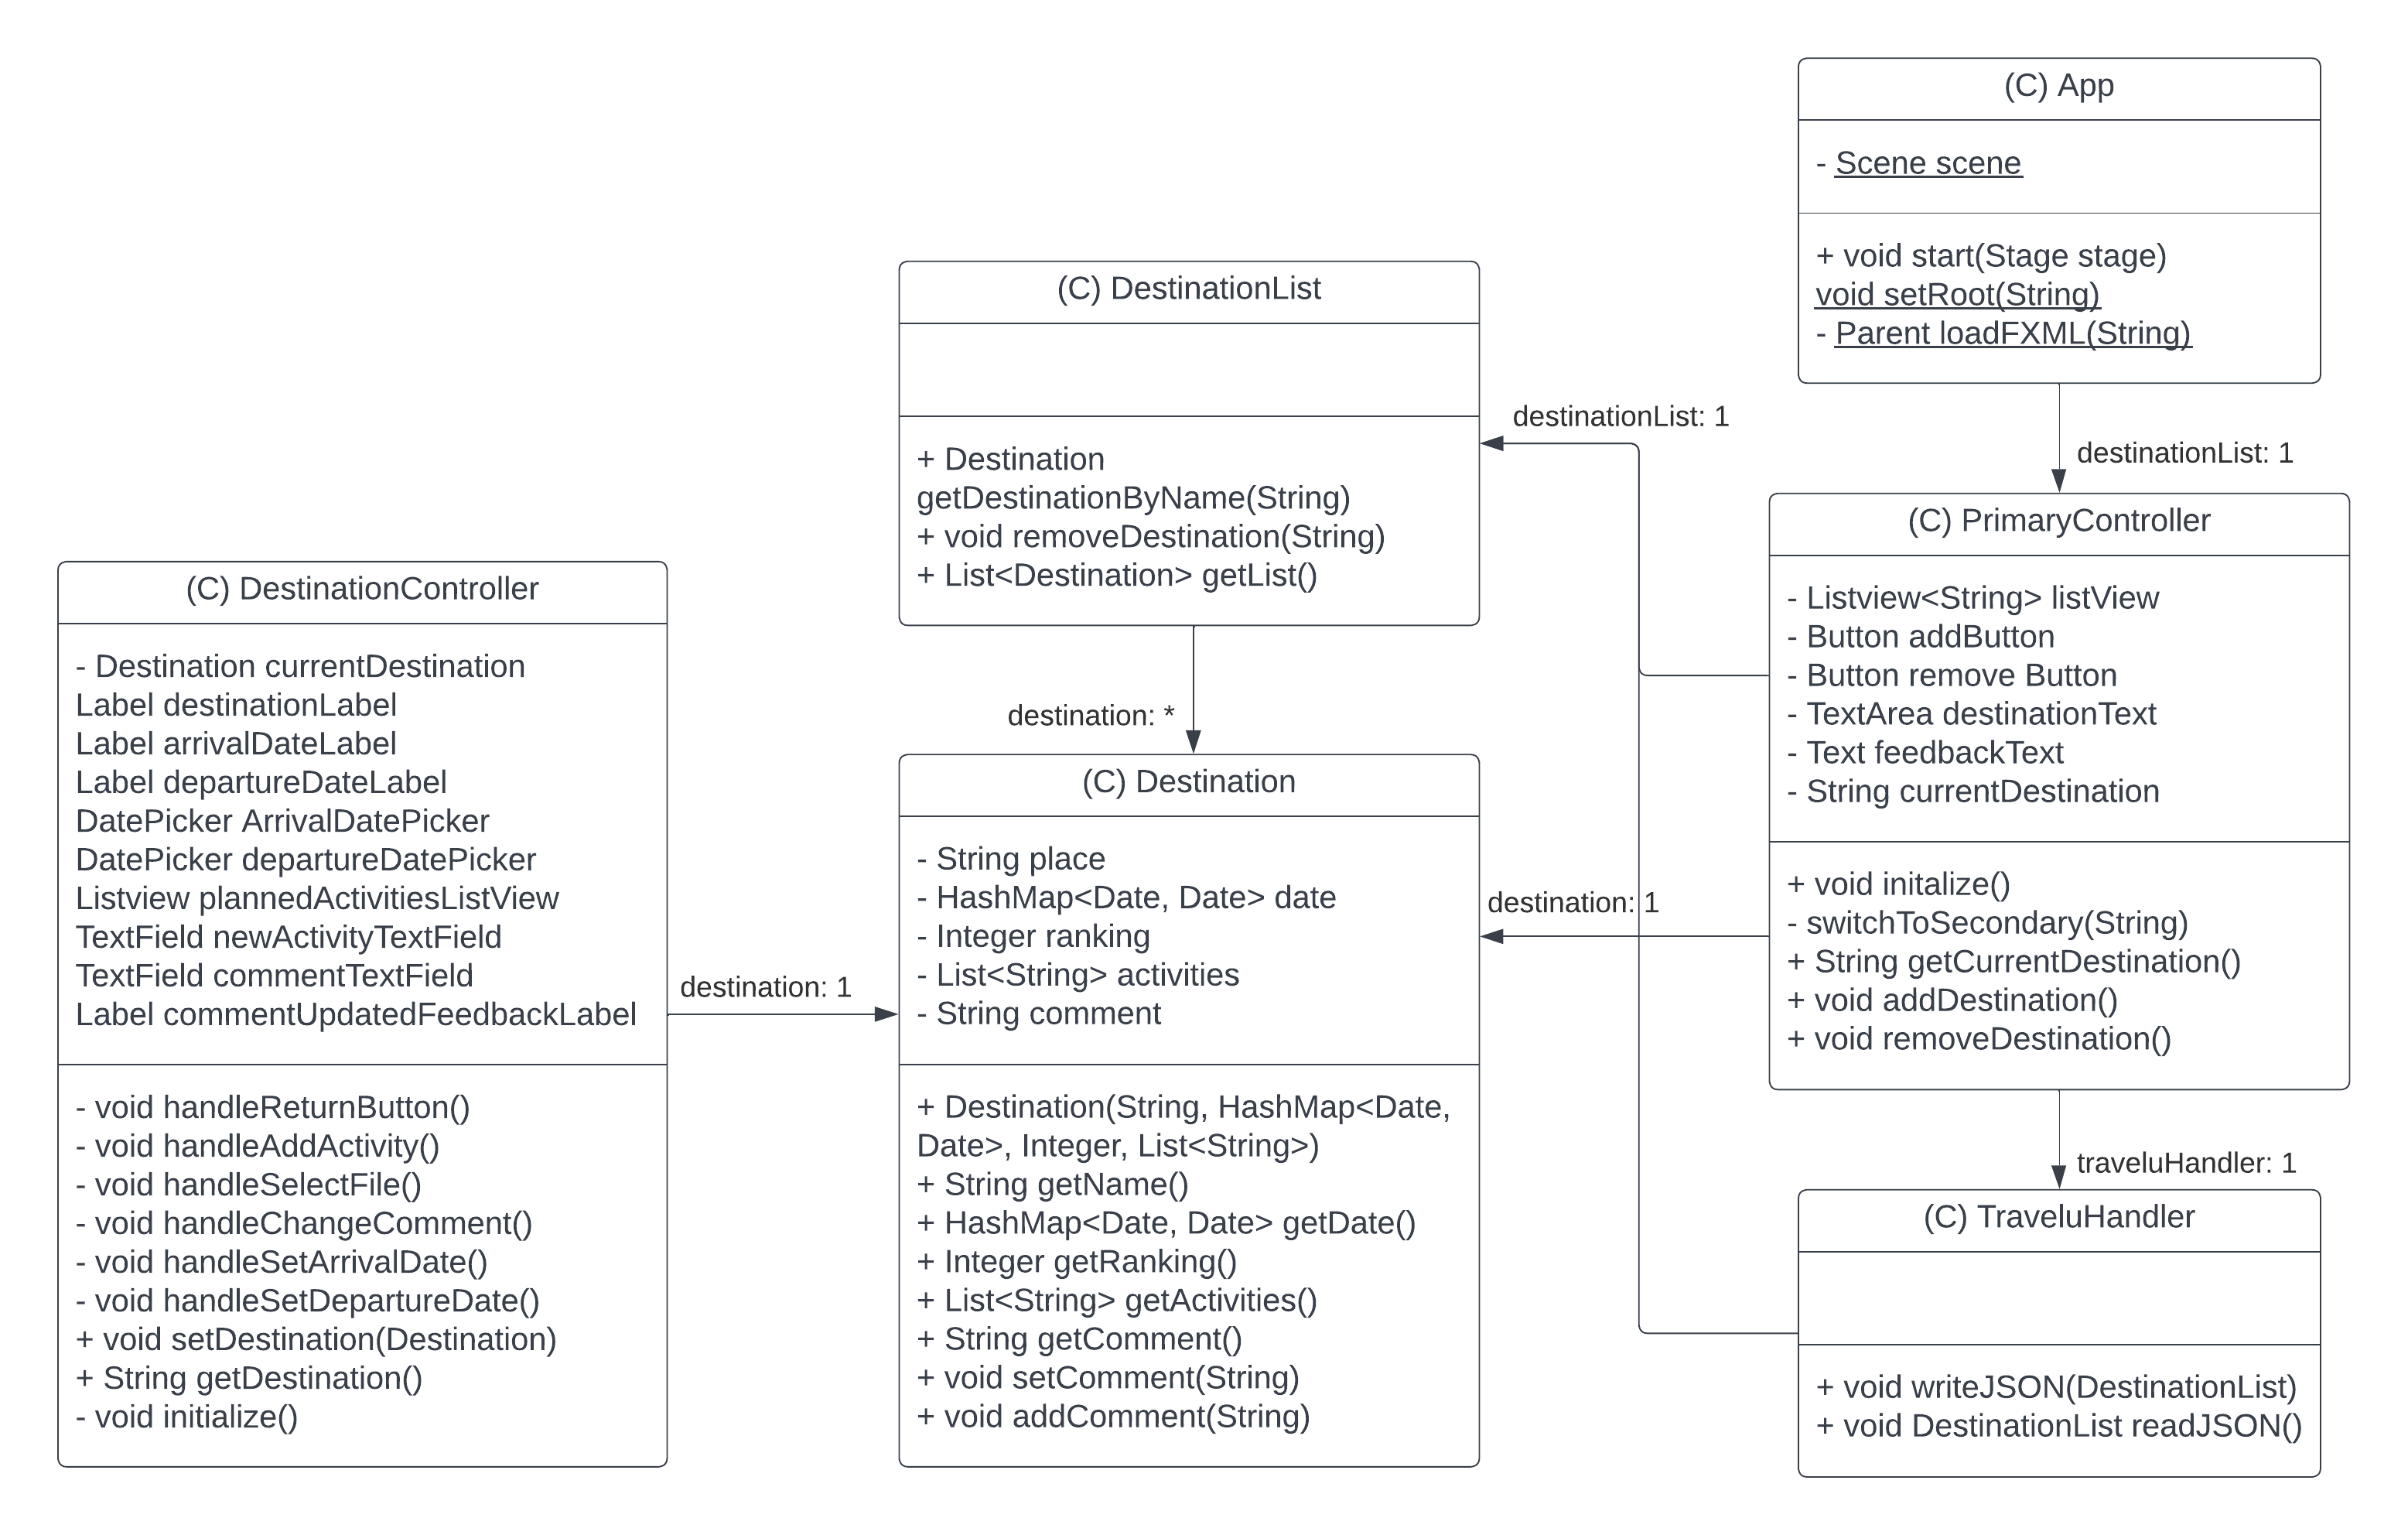 (C) App
- Scene scene
+ void start(Stage stage)
void setRoot(String)
- Parent loadFXML(String)
(C) DestinationList
+ Destination
getDestinationByName(String)
+ void removeDestination(String)
+ List<Destination> getList()
destinationList: 1
destinationList: 1
(C) PrimaryController
- Listview<String> listView
- Button addButton
- Button remove Button
- TextArea destinationText
- Text feedbackText
- String currentDestination
+ void initalize()
- switchToSecondary(String)
+ String getCurrentDestination()
+ void addDestination()
+ void removeDestination()
(C) DestinationController
- Destination currentDestination
Label destinationLabel
Label arrivalDateLabel
Label departureDateLabel
DatePicker ArrivalDatePicker
DatePicker departureDatePicker
Listview plannedActivitiesListView
TextField newActivityTextField
TextField commentTextField
Label commentUpdatedFeedbackLabel
- void handleReturnButton()
- void handleAddActivity()
- void handleSelectFile()
- void handleChangeComment()
- void handleSetArrivalDate()
- void handleSetDepartureDate()
+ void setDestination(Destination)
+ String getDestination()
- void initialize()
destination: *
destination: 1
destination: 1
(C) Destination
- String place
- HashMap<Date, Date> date
- Integer ranking
- List<String> activities
- String comment
+ Destination(String, HashMap<Date,
Date>, Integer, List<String>)
+ String getName()
+ HashMap<Date, Date> getDate()
+ Integer getRanking()
+ List<String> getActivities()
+ String getComment()
+ void setComment(String)
+ void addComment(String)
traveluHandler: 1
(C) TraveluHandler
+ void writeJSON(DestinationList)
+ void DestinationList readJSON()